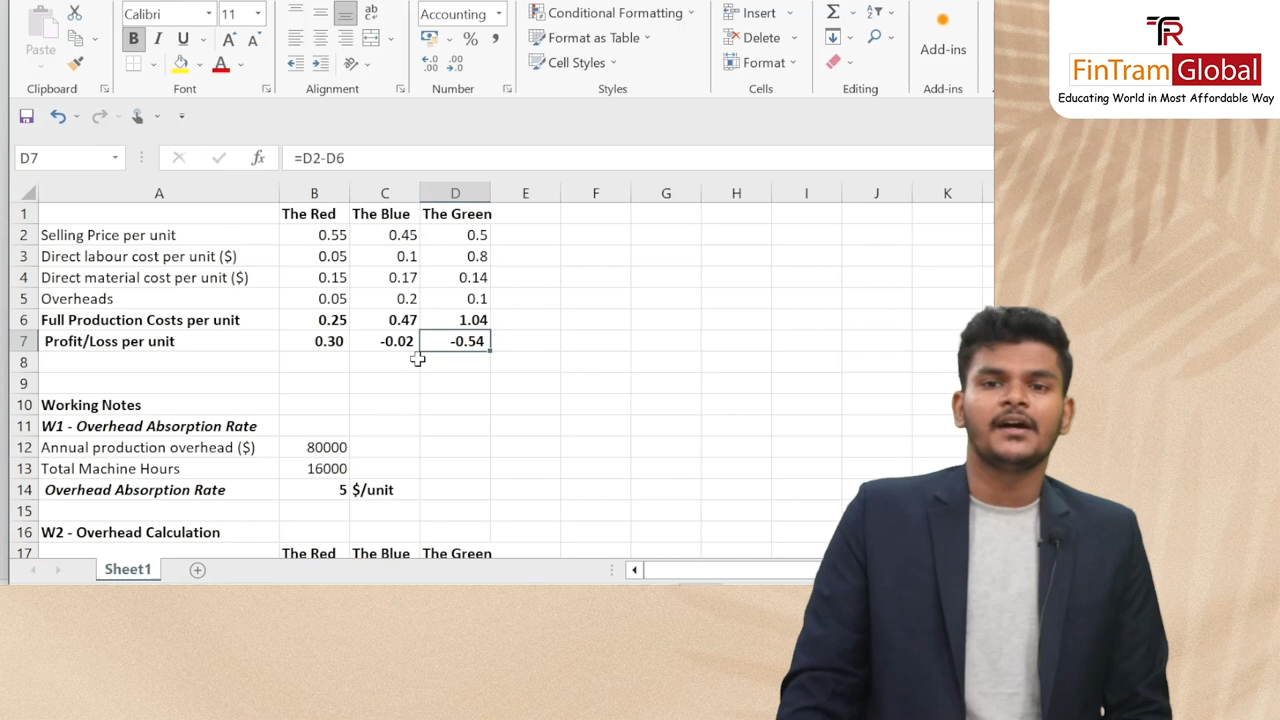 Calibri 11 Accounting Conditional Formatting Insert
Paste B I U A A ab % Format as Table Delete Add-ins
A Cell Styles Format
Clipboard Font Alignment Number Styles Cells Editing Add-ins
D7 fx =D2-D6
A B C D E F G H I J K
1 The Red The Blue The Green
2 Selling Price per unit 0.55 0.45 0.5
3 Direct labour cost per unit ($) 0.05 0.1 0.8
4 Direct material cost per unit ($) 0.15 0.17 0.14
5 Overheads 0.05 0.2 0.1
6 Full Production Costs per unit 0.25 0.47 1.04
7 Profit/Loss per unit 0.30 -0.02 -0.54
8
9
10 Working Notes
11 W1 - Overhead Absorption Rate
12 Annual production overhead ($) 80000
13 Total Machine Hours 16000
14 Overhead Absorption Rate 5 $/unit
15
16 W2 - Overhead Calculation
17 The Red The Blue The Green
Sheet1
FinTram Global
Educating World in Most Affordable Way